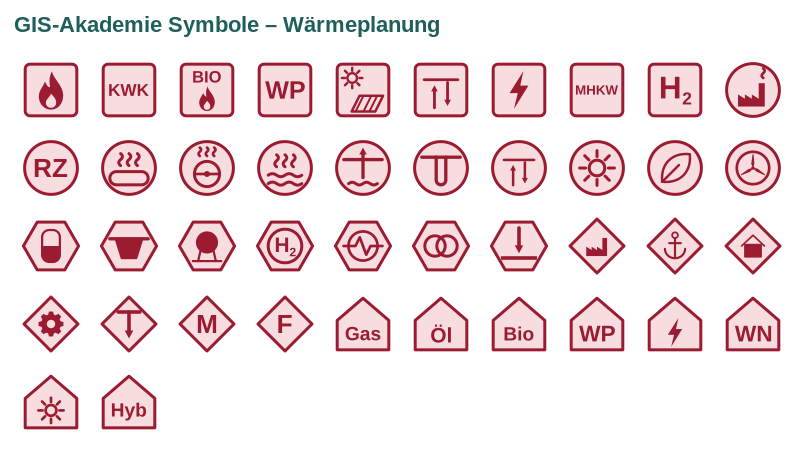 GIS-Akademie Symbole – Wärmeplanung
KWK BIO WP MHKW H₂
RZ
H₂
M F Gas Öl Bio WP WN
Hyb